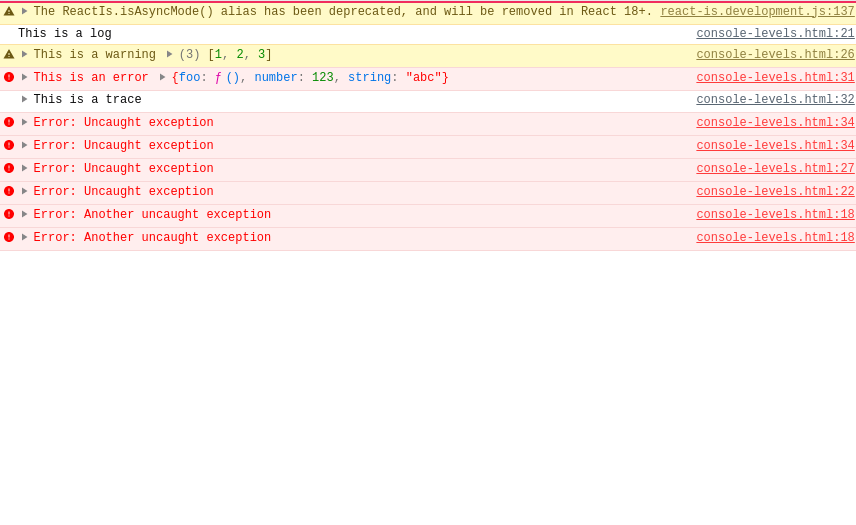 The ReactIs.isAsyncMode() alias has been deprecated, and will be removed in React 18+. react-is.development.js:137
This is a log console-levels.html:21
This is a warning (3) [1, 2, 3] console-levels.html:26
This is an error {foo: ƒ (), number: 123, string: "abc"} console-levels.html:31
This is a trace console-levels.html:32
Error: Uncaught exception console-levels.html:34
Error: Uncaught exception console-levels.html:34
Error: Uncaught exception console-levels.html:27
Error: Uncaught exception console-levels.html:22
Error: Another uncaught exception console-levels.html:18
Error: Another uncaught exception console-levels.html:18